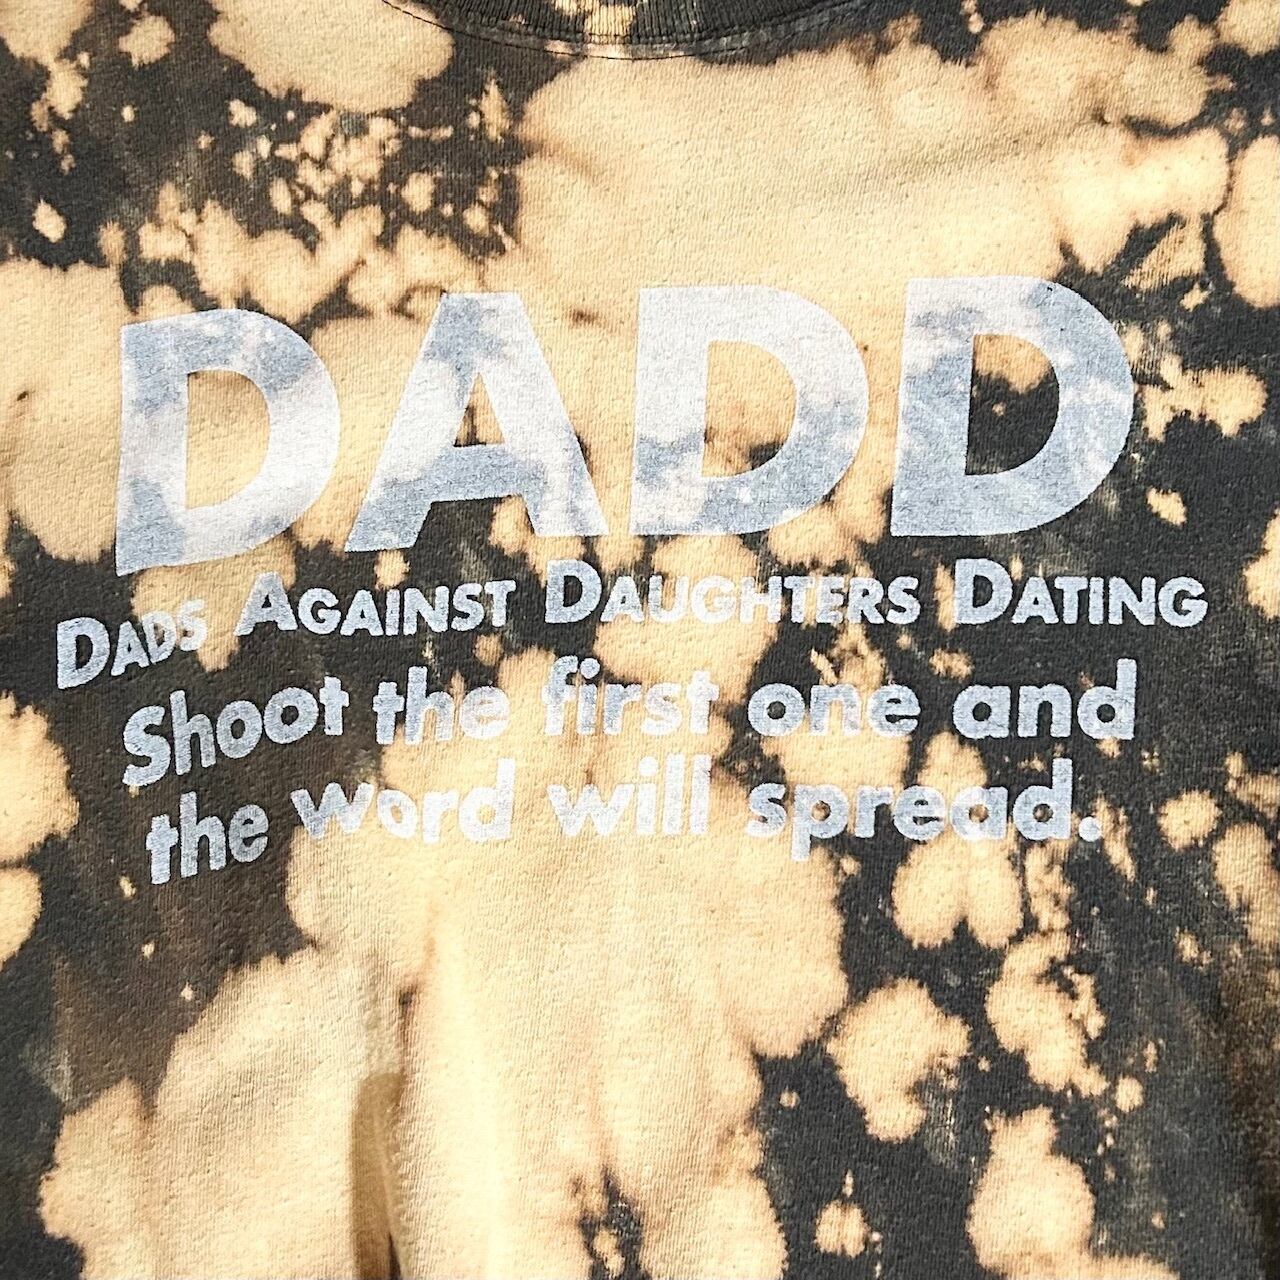 DADD
DADS AGAINST DAUGHTERS DATING
Shoot the first one and
the word will spread.